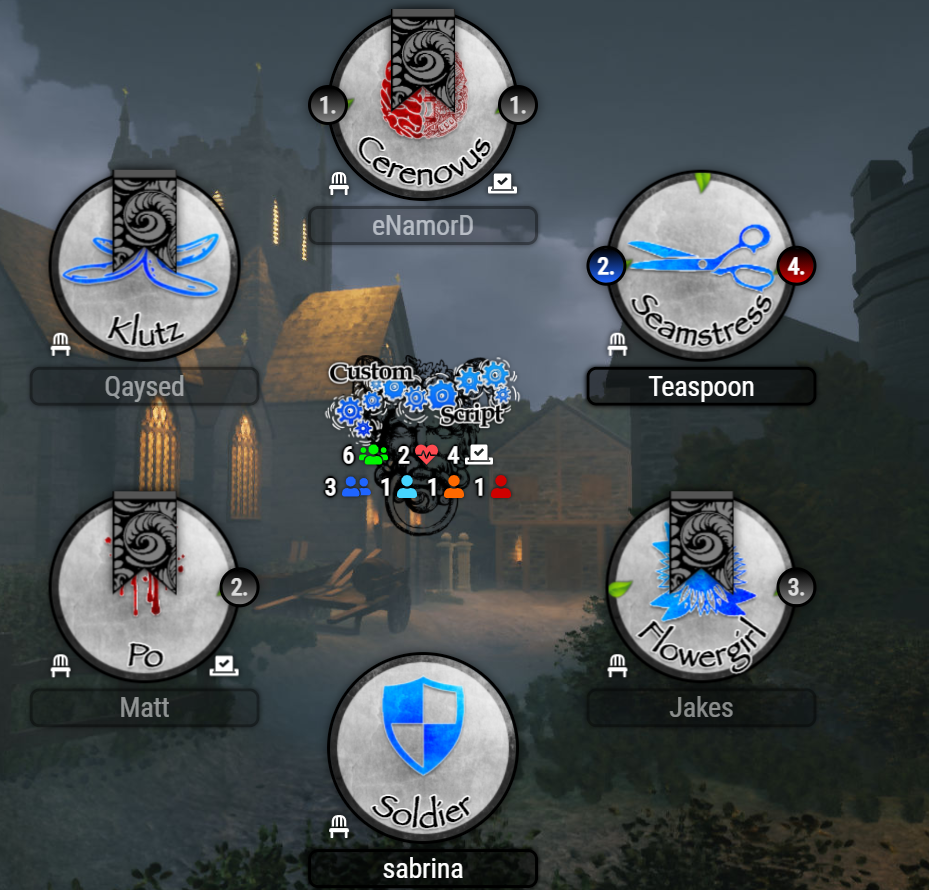 1.
1.
Cerenovus
eNamorD
Klutz
Qaysed
2.
4.
Seamstress
Teaspoon
Custom
Script
6 2 4
3 1 1 1
Po
2.
Matt
Flowergirl
3.
Jakes
Soldier
sabrina